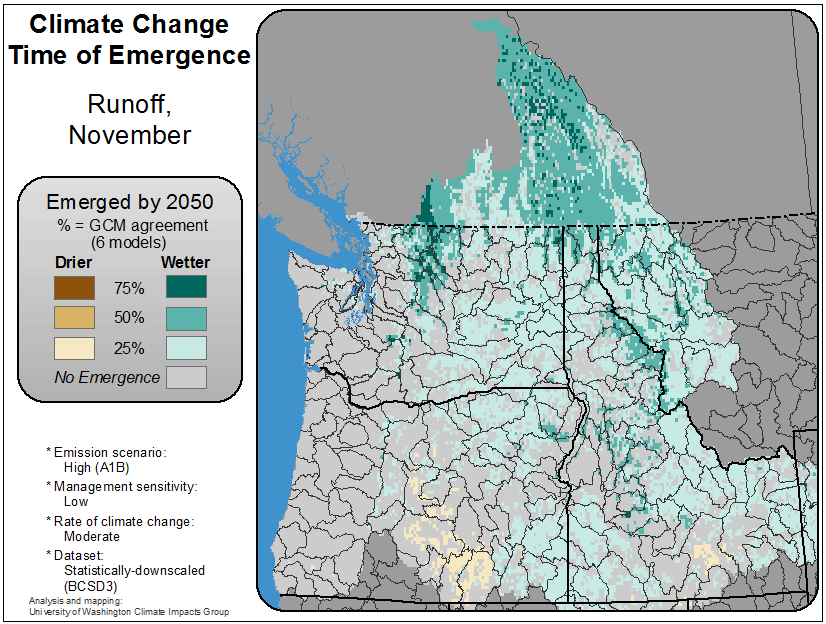 Climate Change
Time of Emergence
Runoff,
November
Emerged by 2050
% = GCM agreement
(6 models)
Drier Wetter
75%
50%
25%
No Emergence
* Emission scenario:
High (A1B)
* Management sensitivity:
Low
* Rate of climate change:
Moderate
* Dataset:
Statistically-downscaled
(BCSD3)
Analysis and mapping:
University of Washington Climate Impacts Group